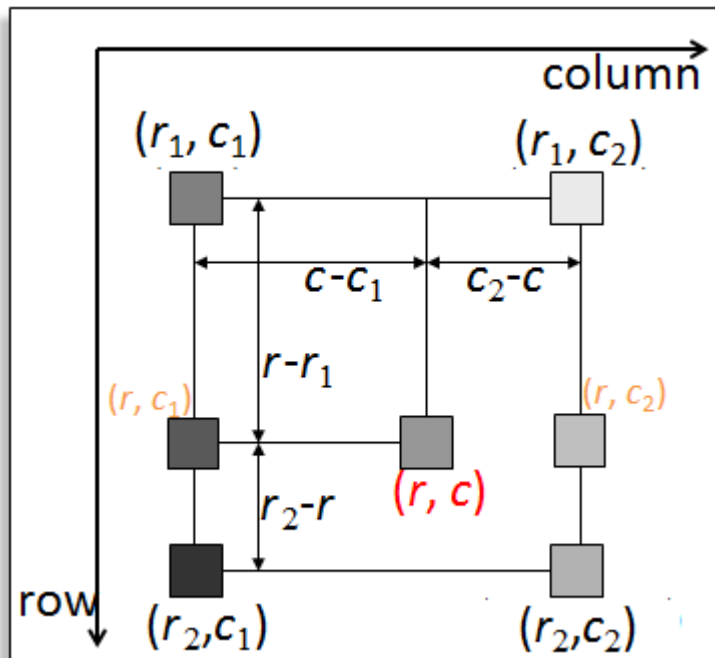 column
(r₁, c₁)
(r₁, c₂)
c-c₁
c₂-c
r-r₁
(r, c₁)
(r, c₂)
(r, c)
r₂-r
row
(r₂,c₁)
(r₂,c₂)